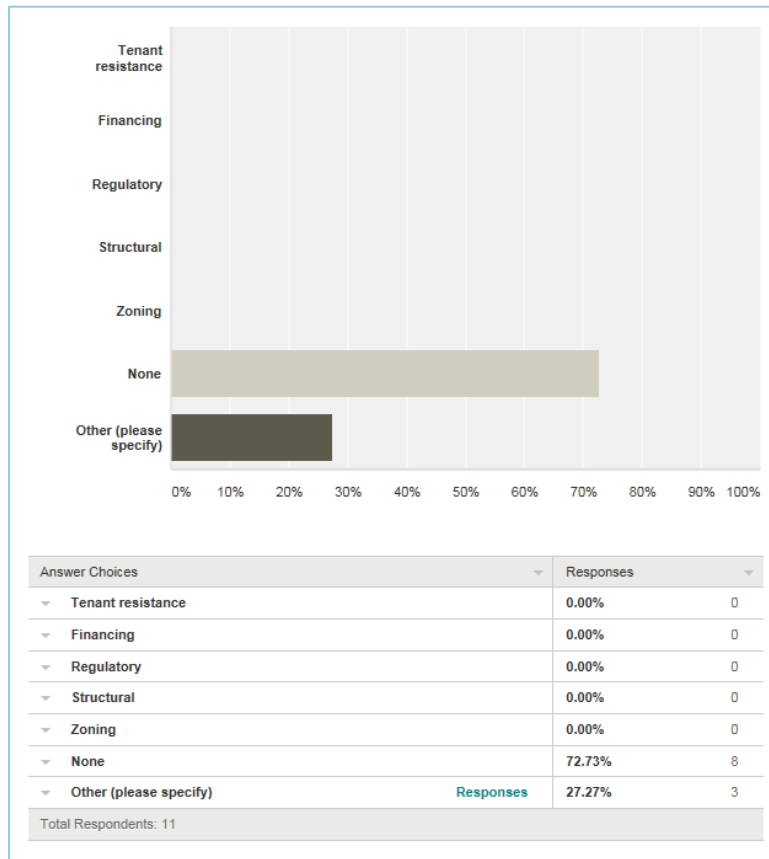 Tenant
resistance
Financing
Regulatory
Structural
Zoning
None
Other (please
specify)
0% 10% 20% 30% 40% 50% 60% 70% 80% 90% 100%
Answer Choices Responses
Tenant resistance 0.00% 0
Financing 0.00% 0
Regulatory 0.00% 0
Structural 0.00% 0
Zoning 0.00% 0
None 72.73% 8
Other (please specify) Responses 27.27% 3
Total Respondents: 11